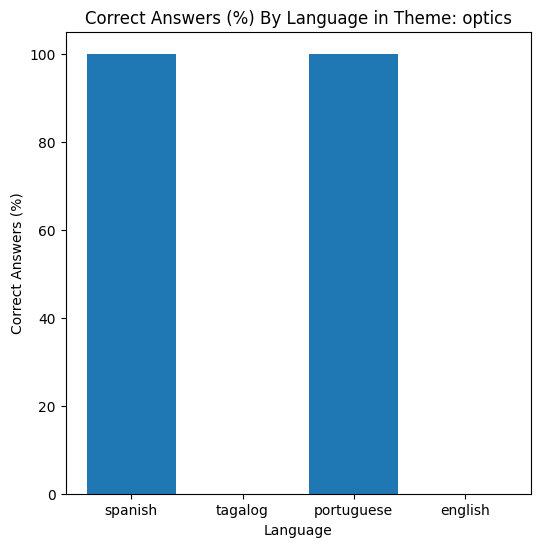 Correct Answers (%) By Language in Theme: optics
Correct Answers (%)
100
80
60
40
20
0
spanish tagalog portuguese english
Language